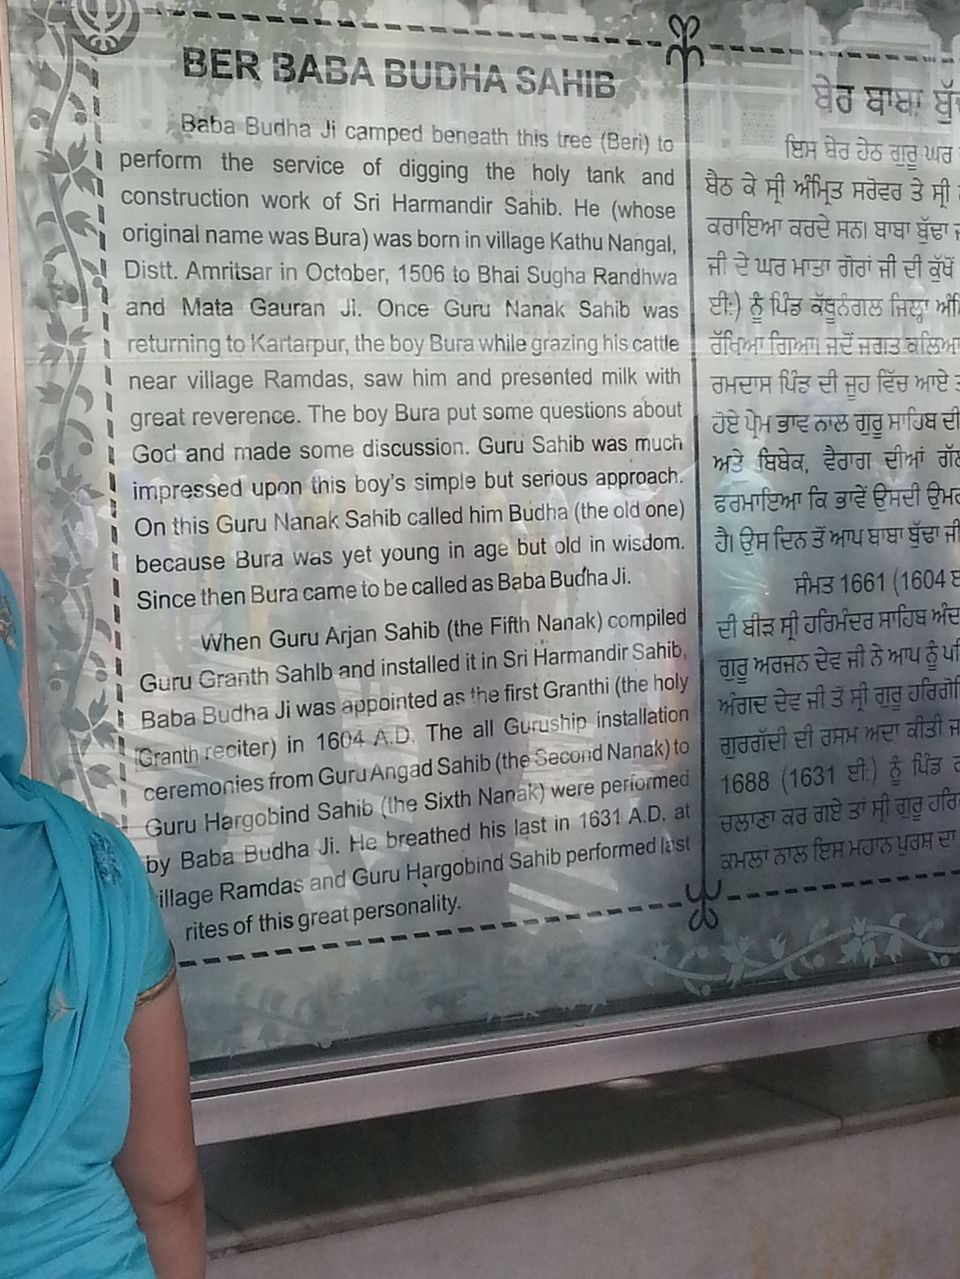 BER BABA BUDHA SAHIB
Baba Budha Ji camped beneath this tree (Beri) to
perform the service of digging the holy tank and
construction work of Sri Harmandir Sahib. He (whose
original name was Bura) was born in village Kathu Nangal,
Distt. Amritsar in October, 1506 to Bhai Sugha Randhwa
and Mata Gauran Ji. Once Guru Nanak Sahib was
returning to Kartarpur, the boy Bura while grazing his cattle
near village Ramdas, saw him and presented milk with
great reverence. The boy Bura put some questions about
God and made some discussion. Guru Sahib was much
impressed upon this boy's simple but serious approach.
On this Guru Nanak Sahib called him Budha (the old one)
because Bura was yet young in age but old in wisdom.
Since then Bura came to be called as Baba Budha Ji.
When Guru Arjan Sahib (the Fifth Nanak) compiled
Guru Granth Sahib and installed it in Sri Harmandir Sahib,
Baba Budha Ji was appointed as the first Granthi (the holy
Granth reciter) in 1604 A.D. The all Guruship installation
ceremonies from Guru Angad Sahib (the Second Nanak) to
Guru Hargobind Sahib (the Sixth Nanak) were performed
by Baba Budha Ji. He breathed his last in 1631 A.D. at
village Ramdas and Guru Hargobind Sahib performed last
rites of this great personality.
ਬੇਰ ਬਾਬਾ
ਇਸ ਬੇਰ ਹੇਠ ਗੁਰੂ ਘਰ
ਬੈਠ ਕੇ ਸ੍ਰੀ ਅੰਮ੍ਰਿਤ ਸਰੋਵਰ ਤੇ ਸ੍ਰੀ
ਕਰਾਇਆ ਕਰਦੇ ਸਨ। ਬਾਬਾ ਬੁੱਢਾ
ਜੀ ਦੇ ਘਰ ਮਾਤਾ ਗੋਰਾਂ ਜੀ ਦੀ ਕੁੱਖੋਂ
ਈ:) ਨੂੰ ਪਿੰਡ ਕੱਥੂਨੰਗਲ ਜਿਲ੍ਹਾ
ਰੱਖਿਆ ਗਿਆ। ਜਦੋਂ ਜਗਤ ਕਲਿਆ
ਰਮਦਾਸ ਪਿੰਡ ਦੀ ਜੂਹ ਵਿੱਚ ਆਏ
ਹੋਏ ਪ੍ਰੇਮ ਭਾਵ ਨਾਲ ਗੁਰੂ ਸਾਹਿਬ ਦੀ
ਅਤੇ ਬਿਬੇਕ, ਵੈਰਾਗ ਦੀਆਂ
ਫਰਮਾਇਆ ਕਿ ਭਾਵੇਂ ਉਸਦੀ ਉਮਰ
ਹੈ। ਉਸ ਦਿਨ ਤੋਂ ਆਪ ਬਾਬਾ ਬੁੱਢਾ ਜੀ
ਸੰਮਤ 1661 (1604
ਦੀ ਬੀੜ ਸ੍ਰੀ ਹਰਿਮੰਦਰ ਸਾਹਿਬ ਅੰਦ
ਗੁਰੂ ਅਰਜਨ ਦੇਵ ਜੀ ਨੇ ਆਪ ਨੂੰ
ਅੰਗਦ ਦੇਵ ਜੀ ਤੋਂ ਸ੍ਰੀ ਗੁਰੂ ਹਰਿਗੋ
ਗੁਰਗੱਦੀ ਦੀ ਰਸਮ ਅਦਾ ਕੀਤੀ
1688 (1631 ਈ:) ਨੂੰ ਪਿੰਡ
ਚਲਾਣਾ ਕਰ ਗਏ ਤਾਂ ਸ੍ਰੀ ਗੁਰੂ ਹਰਿ
ਕਮਲਾਂ ਨਾਲ ਇਸ ਮਹਾਨ ਪੁਰਸ਼ ਦਾ